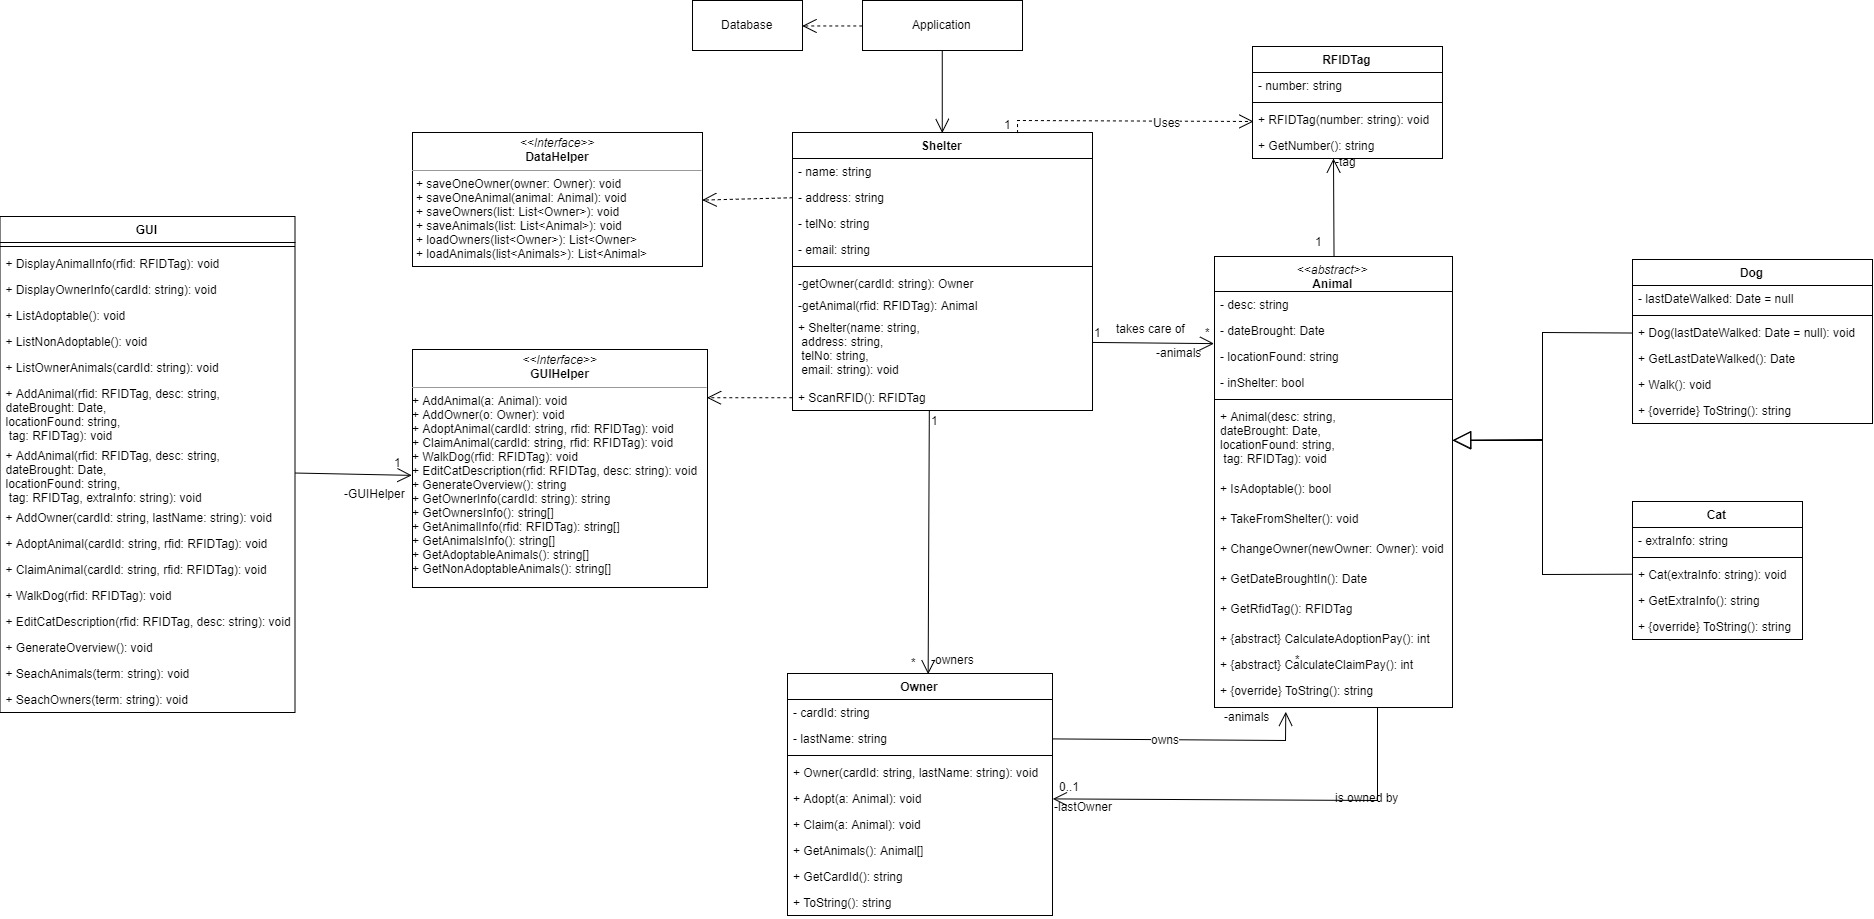 Database
Application
RFIDTag
- number: string
+ RFIDTag(number: string): void
+ GetNumber(): string
-tag
1
Uses
1
<<Interface>>
DataHelper
+ saveOneOwner(owner: Owner): void
+ saveOneAnimal(animal: Animal): void
+ saveOwners(list: List<Owner>): void
+ saveAnimals(list: List<Animal>): void
+ loadOwners(list<Owner>): List<Owner>
+ loadAnimals(list<Animals>): List<Animal>
Shelter
- name: string
- address: string
- telNo: string
- email: string
-getOwner(cardId: string): Owner
-getAnimal(rfid: RFIDTag): Animal
+ Shelter(name: string,
address: string,
telNo: string,
email: string): void
+ ScanRFID(): RFIDTag
GUI
+ DisplayAnimalInfo(rfid: RFIDTag): void
+ DisplayOwnerInfo(cardId: string): void
+ ListAdoptable(): void
+ ListNonAdoptable(): void
+ ListOwnerAnimals(cardId: string): void
+ AddAnimal(rfid: RFIDTag, desc: string,
dateBrought: Date,
locationFound: string,
tag: RFIDTag): void
+ AddAnimal(rfid: RFIDTag, desc: string,
dateBrought: Date,
locationFound: string,
tag: RFIDTag, extraInfo: string): void
+ AddOwner(cardId: string, lastName: string): void
+ AdoptAnimal(cardId: string, rfid: RFIDTag): void
+ ClaimAnimal(cardId: string, rfid: RFIDTag): void
+ WalkDog(rfid: RFIDTag): void
+ EditCatDescription(rfid: RFIDTag, desc: string): void
+ GenerateOverview(): void
+ SeachAnimals(term: string): void
+ SeachOwners(term: string): void
1
-GUIHelper
<<Interface>>
GUIHelper
+ AddAnimal(a: Animal): void
+ AddOwner(o: Owner): void
+ AdoptAnimal(cardId: string, rfid: RFIDTag): void
+ ClaimAnimal(cardId: string, rfid: RFIDTag): void
+ WalkDog(rfid: RFIDTag): void
+ EditCatDescription(rfid: RFIDTag, desc: string): void
+ GenerateOverview(): string
+ GetOwnerInfo(cardId: string): string
+ GetOwnersInfo(): string[]
+ GetAnimalInfo(rfid: RFIDTag): string[]
+ GetAnimalsInfo(): string[]
+ GetAdoptableAnimals(): string[]
+ GetNonAdoptableAnimals(): string[]
1
takes care of
*
-animals
<<abstract>>
Animal
- desc: string
- dateBrought: Date
- locationFound: string
- inShelter: bool
+ Animal(desc: string,
dateBrought: Date,
locationFound: string,
tag: RFIDTag): void
+ IsAdoptable(): bool
+ TakeFromShelter(): void
+ ChangeOwner(newOwner: Owner): void
+ GetDateBroughtIn(): Date
+ GetRfidTag(): RFIDTag
+ {abstract} CalculateAdoptionPay(): int
*
+ {abstract} CalculateClaimPay(): int
+ {override} ToString(): string
Dog
- lastDateWalked: Date = null
+ Dog(lastDateWalked: Date = null): void
+ GetLastDateWalked(): Date
+ Walk(): void
+ {override} ToString(): string
Cat
- extraInfo: string
+ Cat(extraInfo: string): void
+ GetExtraInfo(): string
+ {override} ToString(): string
1
*
-owners
Owner
- cardId: string
- lastName: string
+ Owner(cardId: string, lastName: string): void
+ Adopt(a: Animal): void
+ Claim(a: Animal): void
+ GetAnimals(): Animal[]
+ GetCardId(): string
+ ToString(): string
-animals
owns
0..1
-lastOwner
is owned by